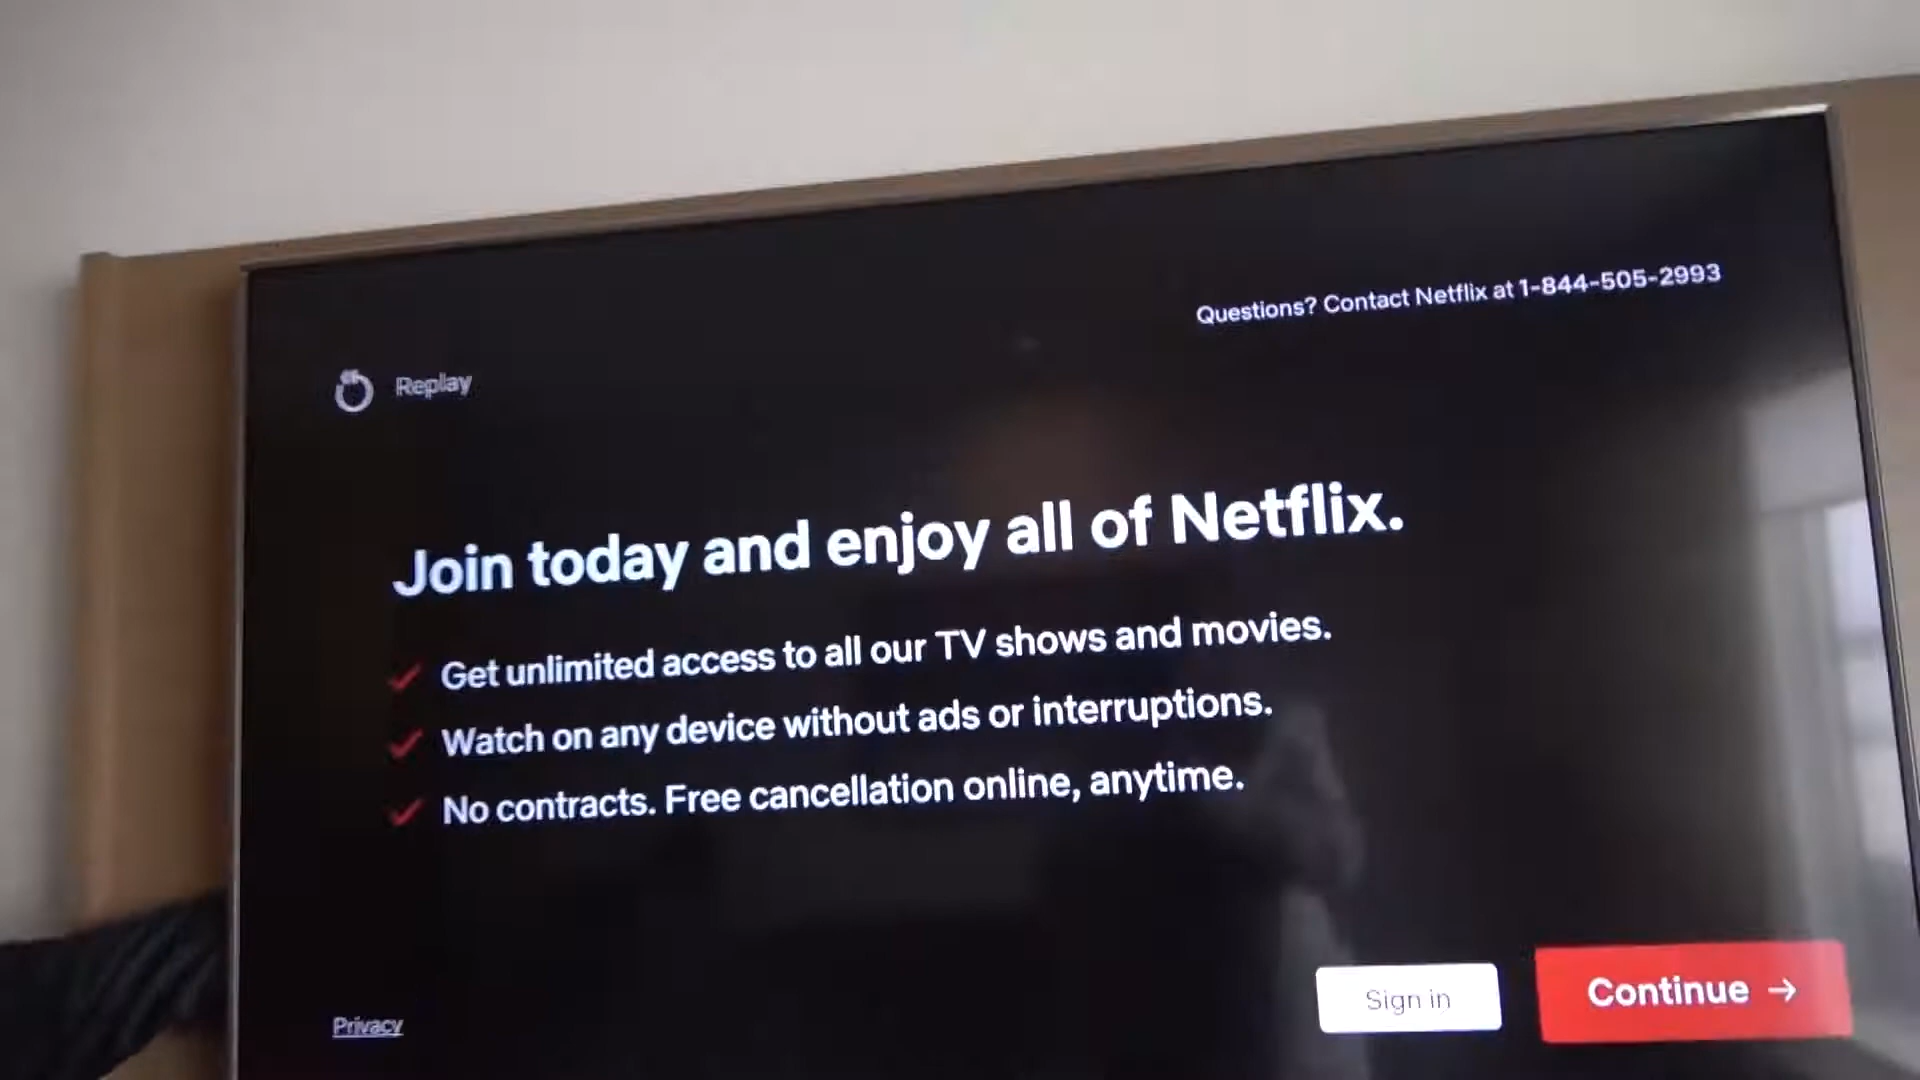 Questions? Contact Netflix at 1-844-505-2993
Replay
Join today and enjoy all of Netflix.
Get unlimited access to all our TV shows and movies.
Watch on any device without ads or interruptions.
No contracts. Free cancellation online, anytime.
Sign in
Continue →
Privacy